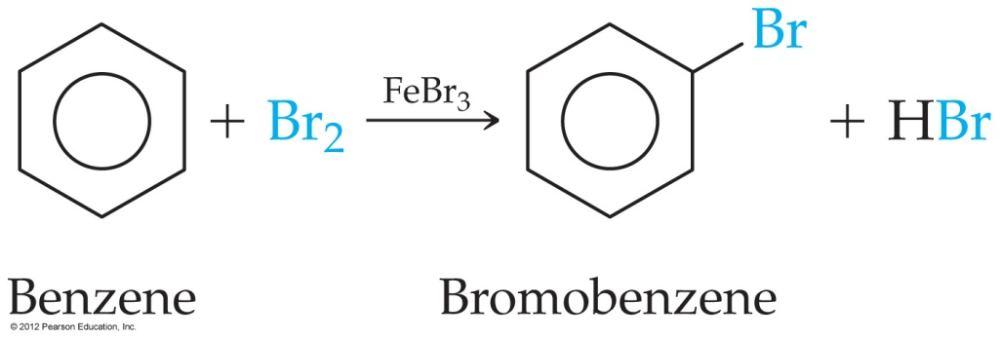 Br
+ Br₂ FeBr₃ + HBr
Benzene Bromobenzene
© 2012 Pearson Education, Inc.